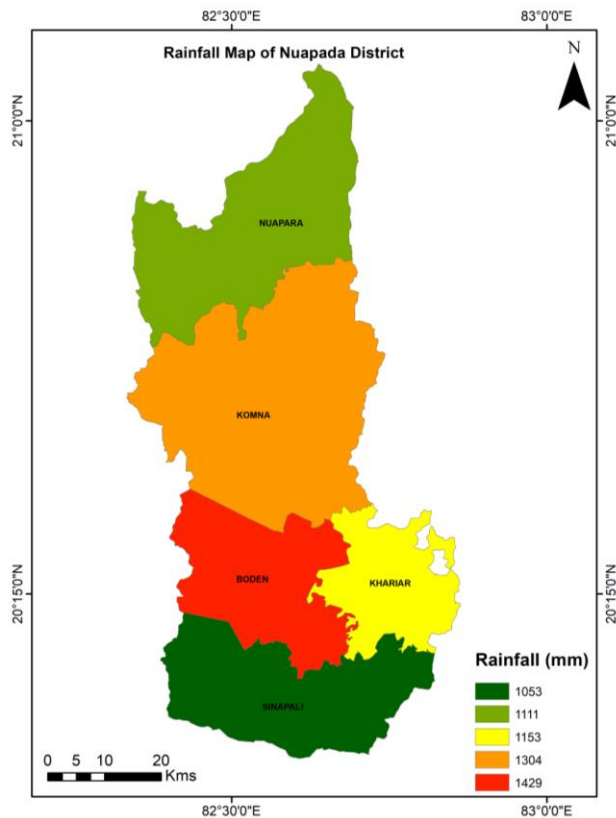 82°30'0"E
83°0'0"E
Rainfall Map of Nuapada District
N
21°0'0"N
21°0'0"N
NUAPARA
KOMNA
BODEN
KHARIAR
20°15'0"N
20°15'0"N
SINAPALI
Rainfall (mm)
1053
1111
1153
1304
1429
0 5 10 20
Kms
82°30'0"E
83°0'0"E